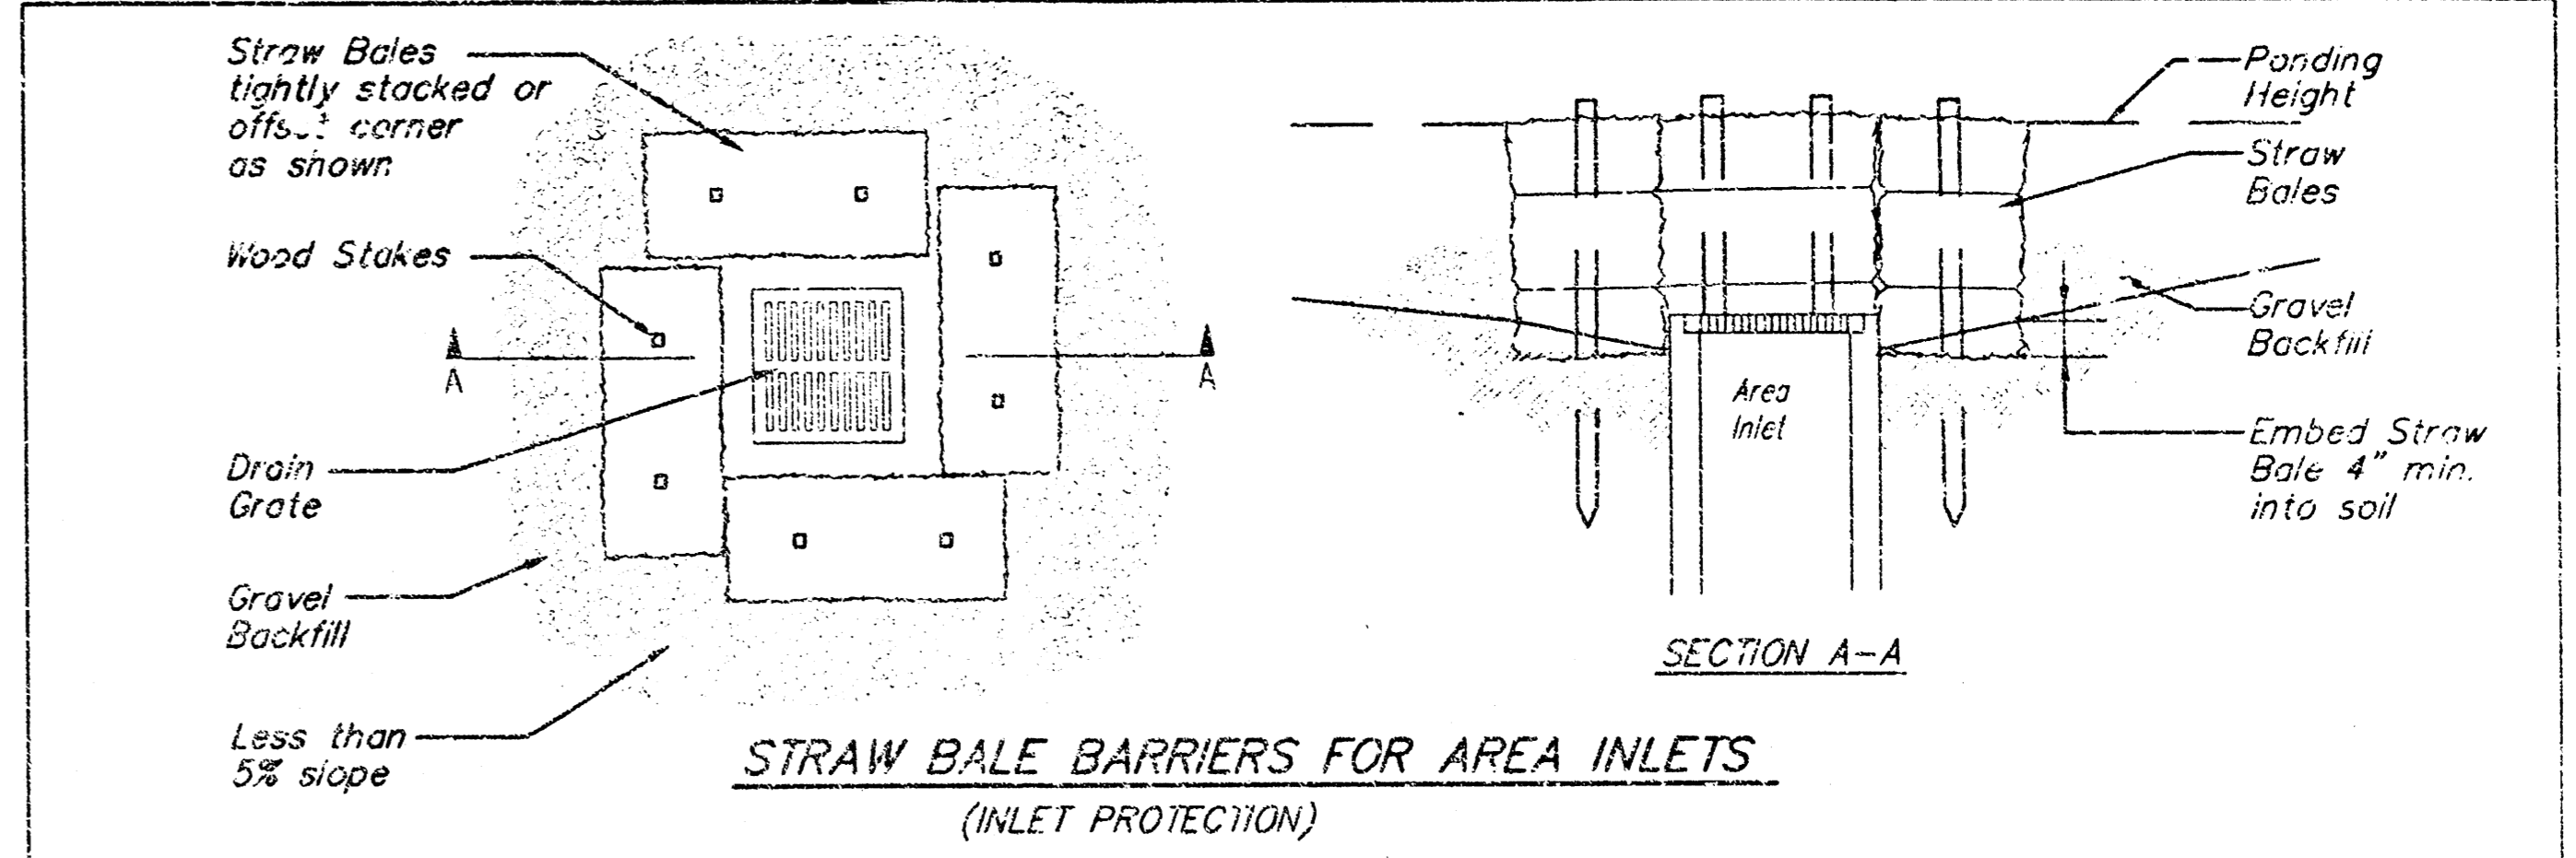 Straw Bales
tightly stacked or
offset corner
as shown
Wood Stakes
A
A
Drain
Grate
Gravel
Backfill
Less than
5% slope
Ponding
Height
Straw
Bales
Gravel
Backfill
Area
Inlet
Embed Straw
Bale 4" min.
into soil
SECTION A-A
STRAW BALE BARRIERS FOR AREA INLETS
(INLET PROTECTION)